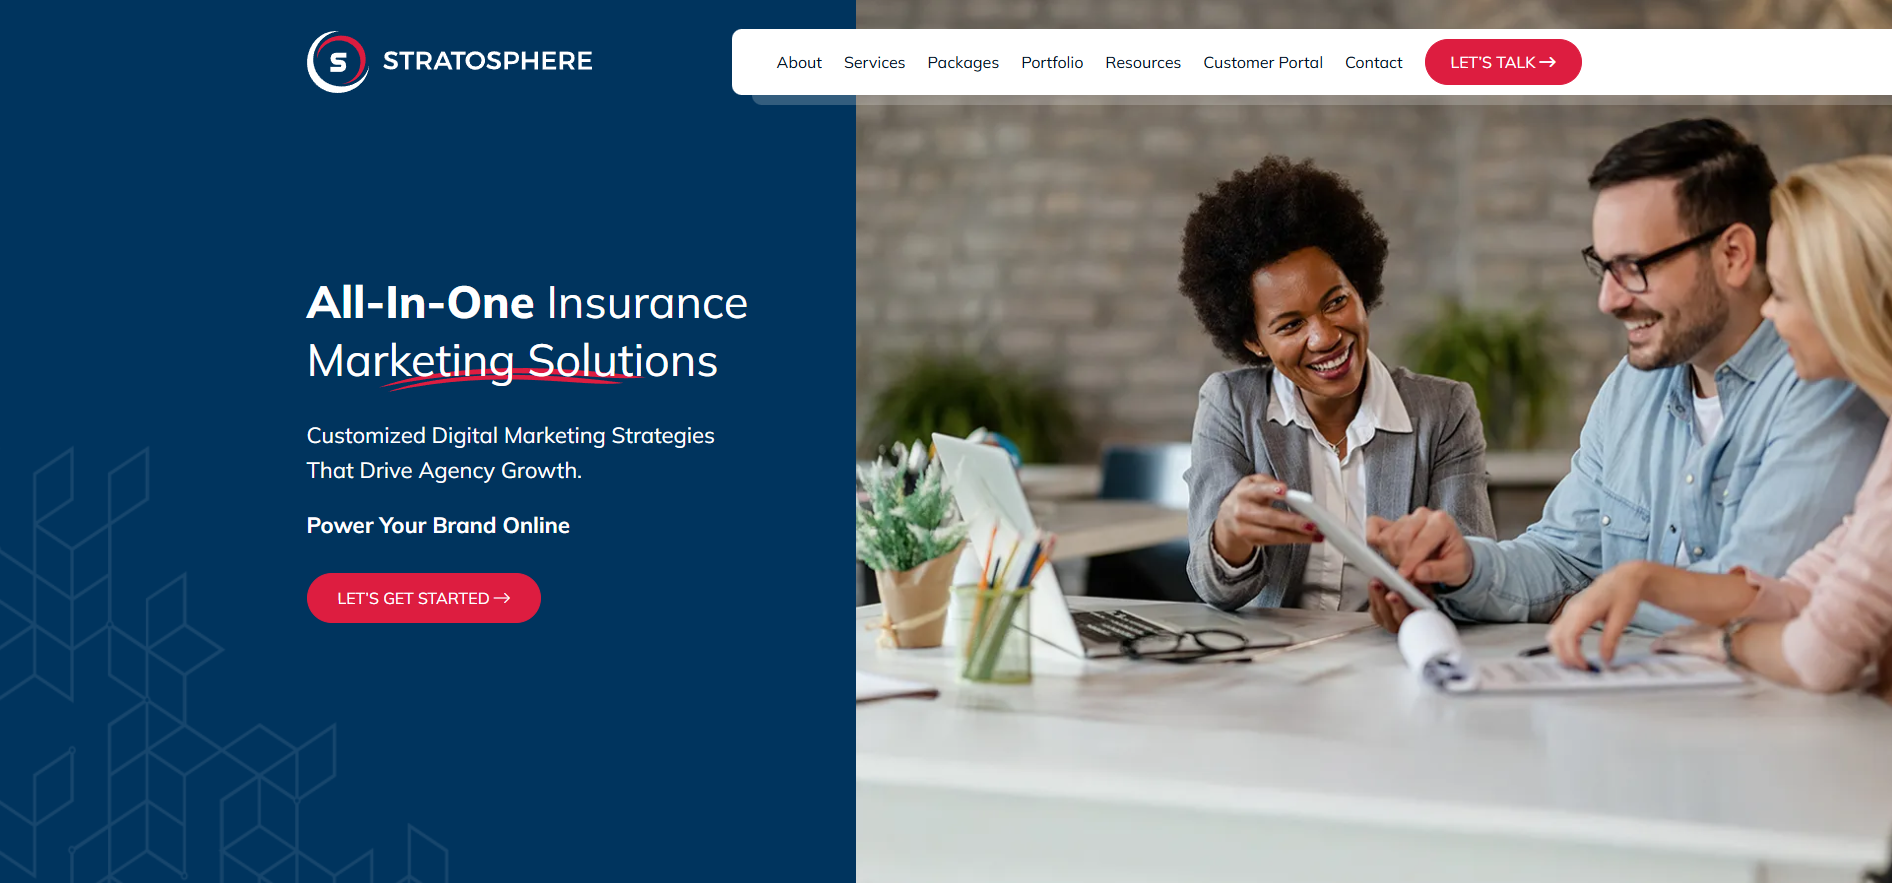 S STRATOSPHERE
About Services Packages Portfolio Resources Customer Portal Contact LET'S TALK →
All-In-One Insurance
Marketing Solutions
Customized Digital Marketing Strategies
That Drive Agency Growth.
Power Your Brand Online
LET'S GET STARTED →